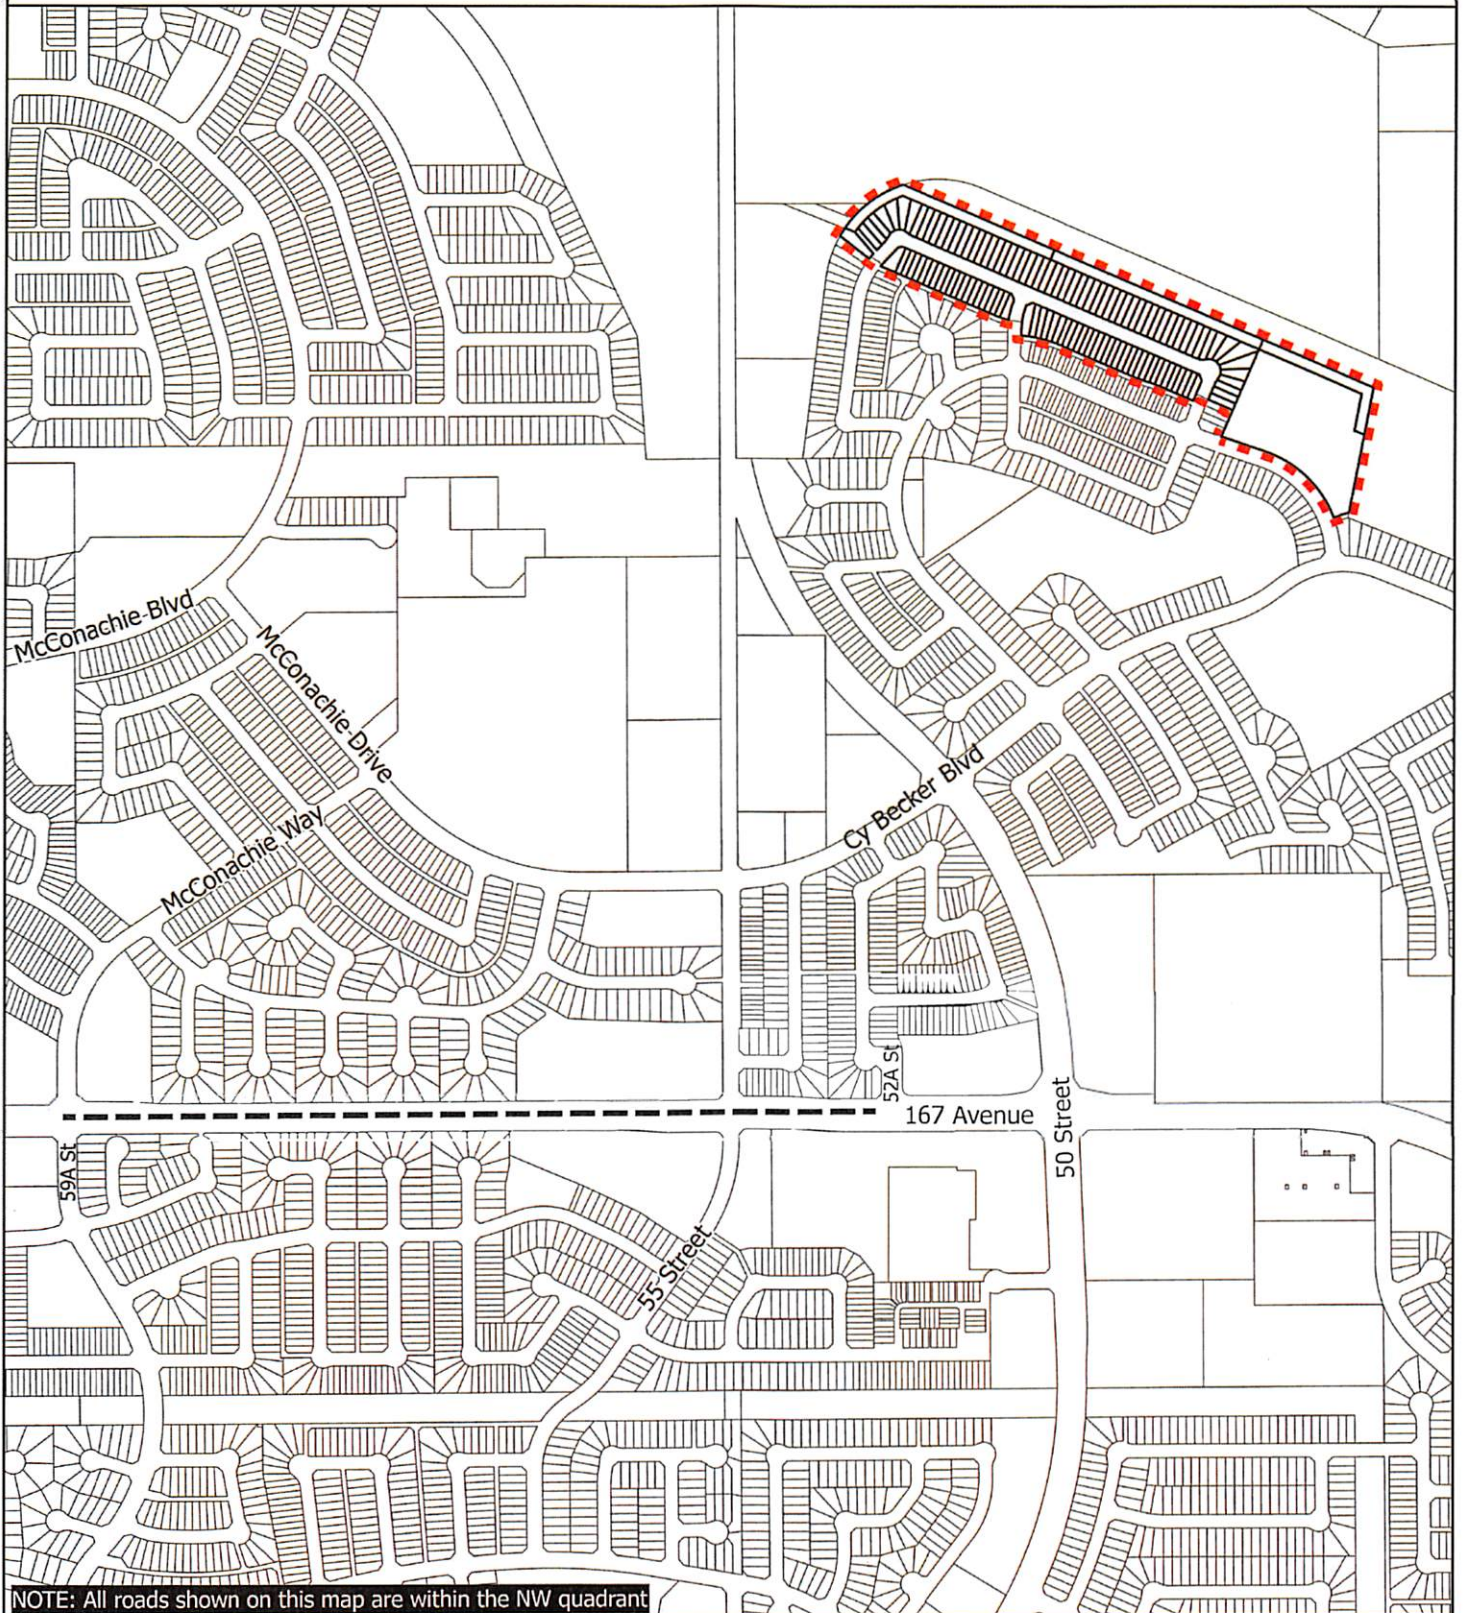 McConachie Blvd
McConachie Drive
McConachie Way
Cy Becker Blvd
52A St
167 Avenue
50 Street
59A St
55 Street
NOTE: All roads shown on this map are within the NW quadrant